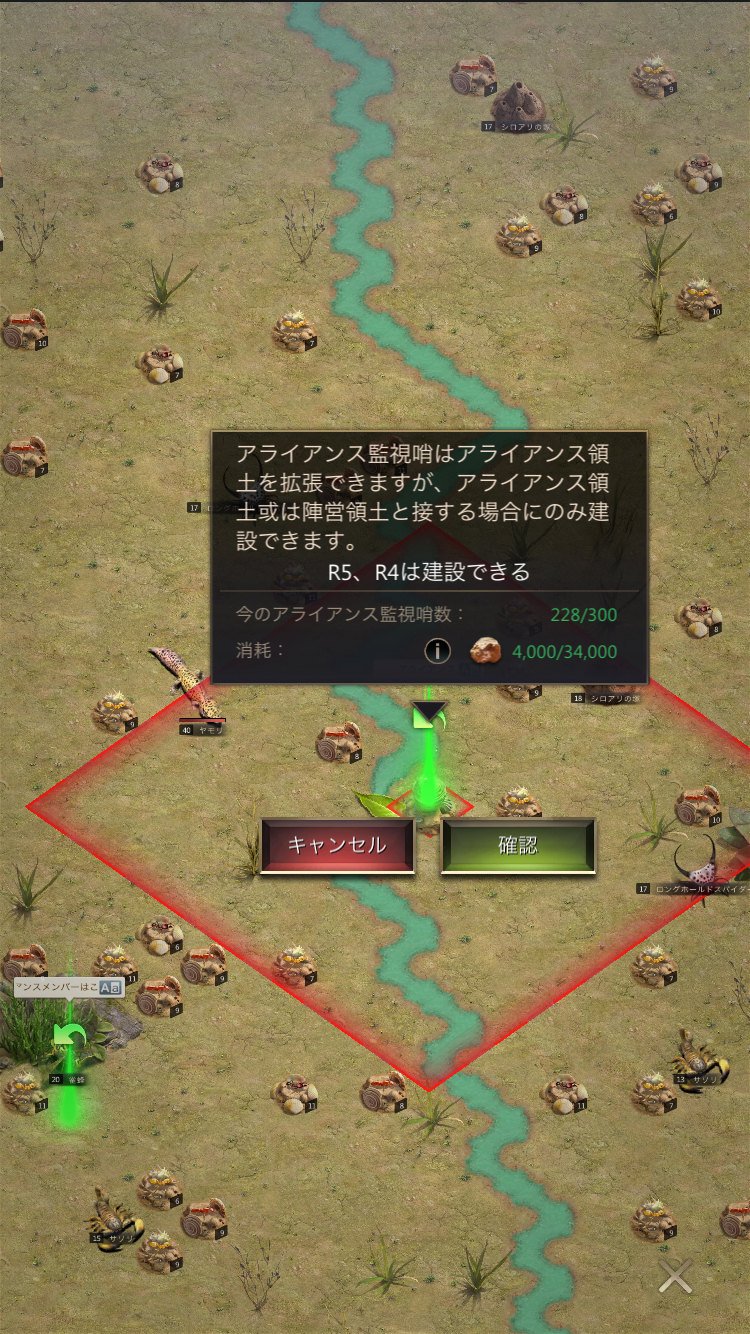 17 シロアリの塚
アライアンス監視哨はアライアンス領
土を拡張できますが、アライアンス領
土或は陣営領土と接する場合にのみ建
設できます。
R5、R4は建設できる
今のアライアンス監視哨数： 228/300
消耗： i 4,000/34,000
18 シロアリの塚
40 ヤモリ
キャンセル 確認
17 ロングホールドスパイダー
ンスメンバーはこ Aa
20 蜜蜂
13 サソリ
15 サソリ